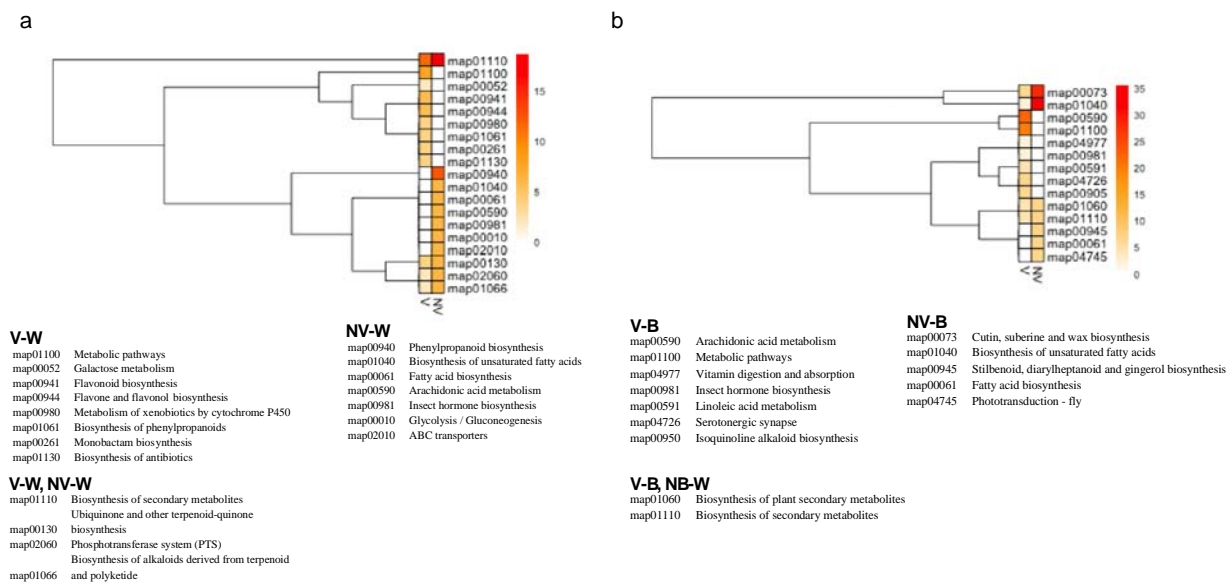 a
map01110
map01100
map00052
map00941
map00944
map00980
map01061
map00261
map01130
map00940
map01040
map00061
map00590
map00981
map00010
map02010
map00130
map02060
map01066
15
10
5
0
V
NV
b
map00073
map01040
map00590
map01100
map04977
map00981
map00591
map04726
map00905
map01060
map01110
map00945
map00061
map04745
35
30
25
20
15
10
5
0
V
NV
V-W
map01100 Metabolic pathways
map00052 Galactose metabolism
map00941 Flavonoid biosynthesis
map00944 Flavone and flavonol biosynthesis
map00980 Metabolism of xenobiotics by cytochrome P450
map01061 Biosynthesis of phenylpropanoids
map00261 Monobactam biosynthesis
map01130 Biosynthesis of antibiotics
NV-W
map00940 Phenylpropanoid biosynthesis
map01040 Biosynthesis of unsaturated fatty acids
map00061 Fatty acid biosynthesis
map00590 Arachidonic acid metabolism
map00981 Insect hormone biosynthesis
map00010 Glycolysis / Gluconeogenesis
map02010 ABC transporters
V-W, NV-W
map01110 Biosynthesis of secondary metabolites
Ubiquinone and other terpenoid-quinone
map00130 biosynthesis
map02060 Phosphotransferase system (PTS)
Biosynthesis of alkaloids derived from terpenoid
map01066 and polyketide
V-B
map00590 Arachidonic acid metabolism
map01100 Metabolic pathways
map04977 Vitamin digestion and absorption
map00981 Insect hormone biosynthesis
map00591 Linoleic acid metabolism
map04726 Serotonergic synapse
map00950 Isoquinoline alkaloid biosynthesis
NV-B
map00073 Cutin, suberine and wax biosynthesis
map01040 Biosynthesis of unsaturated fatty acids
map00945 Stilbenoid, diarylheptanoid and gingerol biosynthesis
map00061 Fatty acid biosynthesis
map04745 Phototransduction - fly
V-B, NB-W
map01060 Biosynthesis of plant secondary metabolites
map01110 Biosynthesis of secondary metabolites